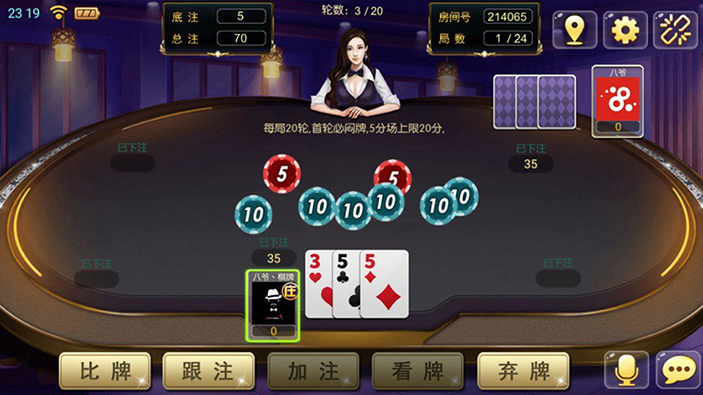 23 19
底注 5
总注 70
轮数: 3 / 20
房间号 214065
局数 1 / 24
八爷
0
每局20轮,首轮必闷牌,5分场上限20分,
已下注
已下注
35
5
5
10
10
10
10
10
10
已下注
35
已下注
已下注
3
5
5
八爷、棋牌
庄
0
比牌
跟注
加注
看牌
弃牌